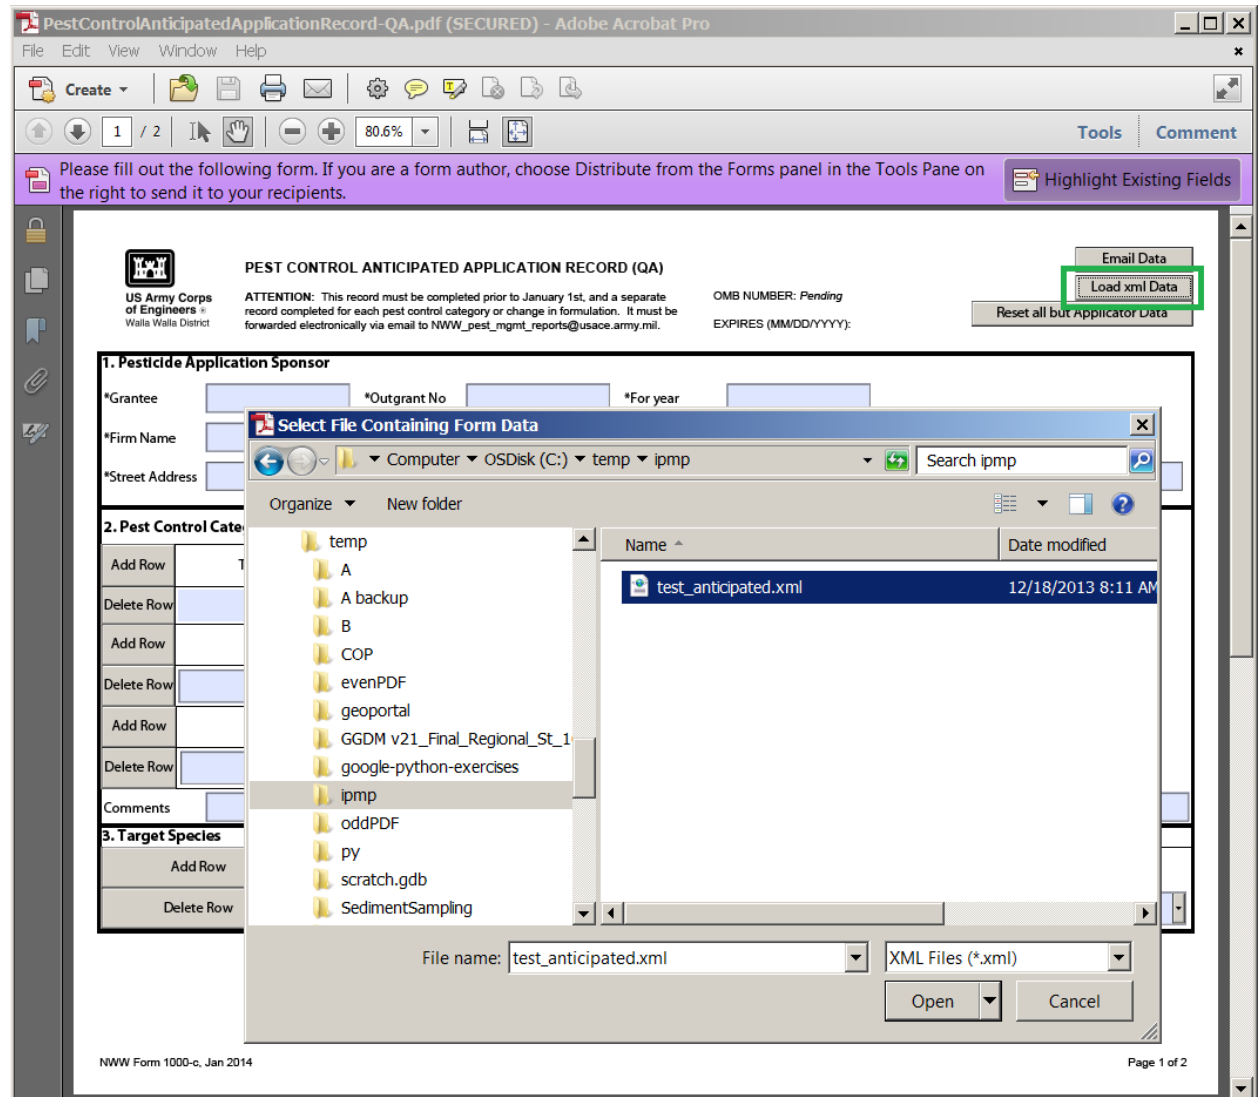 PestControlAnticipatedApplicationRecord-QA.pdf (SECURED) - Adobe Acrobat Pro
File Edit View Window Help
Create
1 / 2 80.6% Tools Comment
Please fill out the following form. If you are a form author, choose Distribute from the Forms panel in the Tools Pane on
the right to send it to your recipients.
Highlight Existing Fields
US Army Corps
of Engineers ®
Walla Walla District
PEST CONTROL ANTICIPATED APPLICATION RECORD (QA)
ATTENTION: This record must be completed prior to January 1st, and a separate
record completed for each pest control category or change in formulation. It must be
forwarded electronically via email to NWW_pest_mgmt_reports@usace.army.mil.
OMB NUMBER: Pending
EXPIRES (MM/DD/YYYY):
Email Data
Load xml Data
Reset all but Applicator Data
1. Pesticide Application Sponsor
*Grantee *Outgrant No *For year
*Firm Name
*Street Address
2. Pest Control Cate
Add Row T
Delete Row
Add Row
Delete Row
Add Row
Delete Row
Comments
3. Target Species
Add Row
Delete Row
Select File Containing Form Data
Computer OSDisk (C:) temp ipmp Search ipmp
Organize New folder
temp
A
A backup
B
COP
evenPDF
geoportal
GGDM v21_Final_Regional_St_1
google-python-exercises
ipmp
oddPDF
py
scratch.gdb
SedimentSampling
Name Date modified
test_anticipated.xml 12/18/2013 8:11 AM
File name: test_anticipated.xml XML Files (*.xml)
Open Cancel
NWW Form 1000-c, Jan 2014 Page 1 of 2